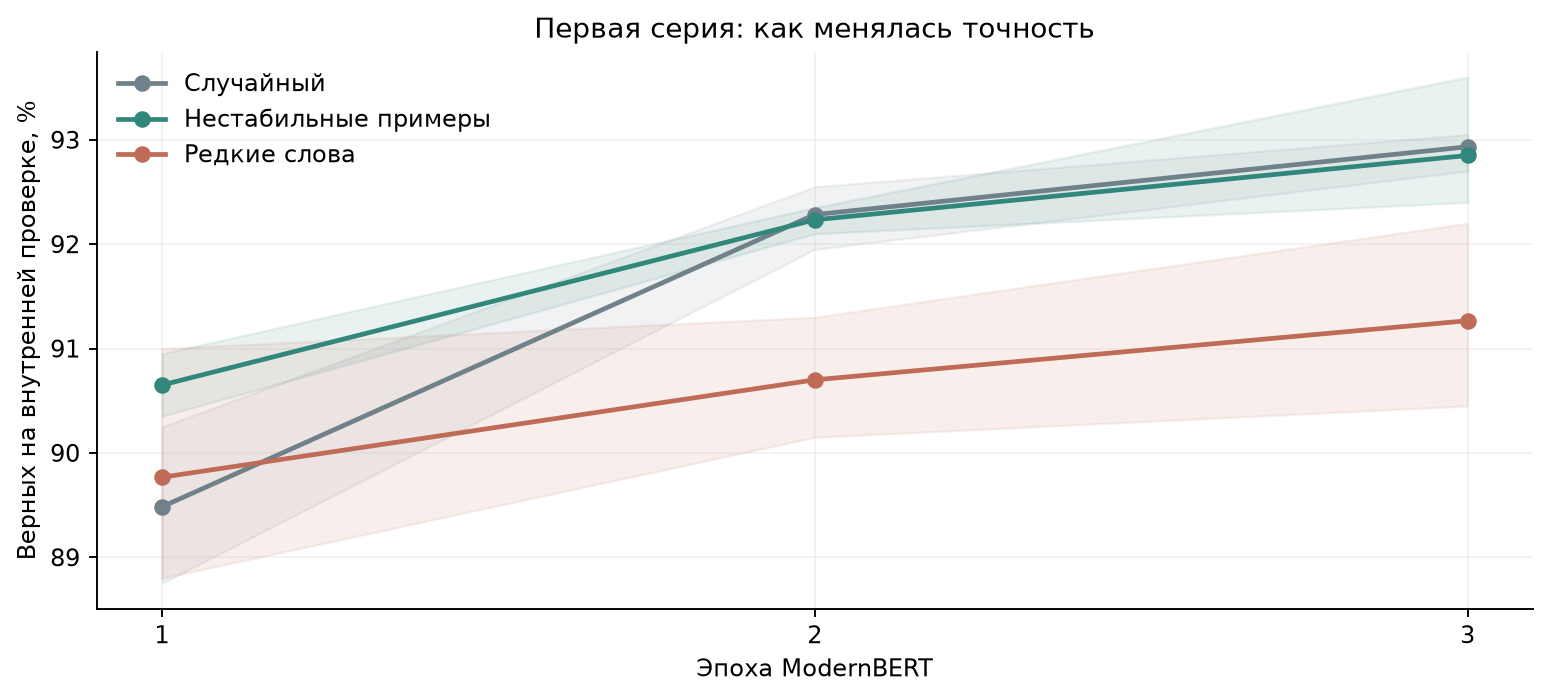 Первая серия: как менялась точность
Случайный
Нестабильные примеры
Редкие слова
Верных на внутренней проверке, %
93
92
91
90
89
1
2
3
Эпоха ModernBERT